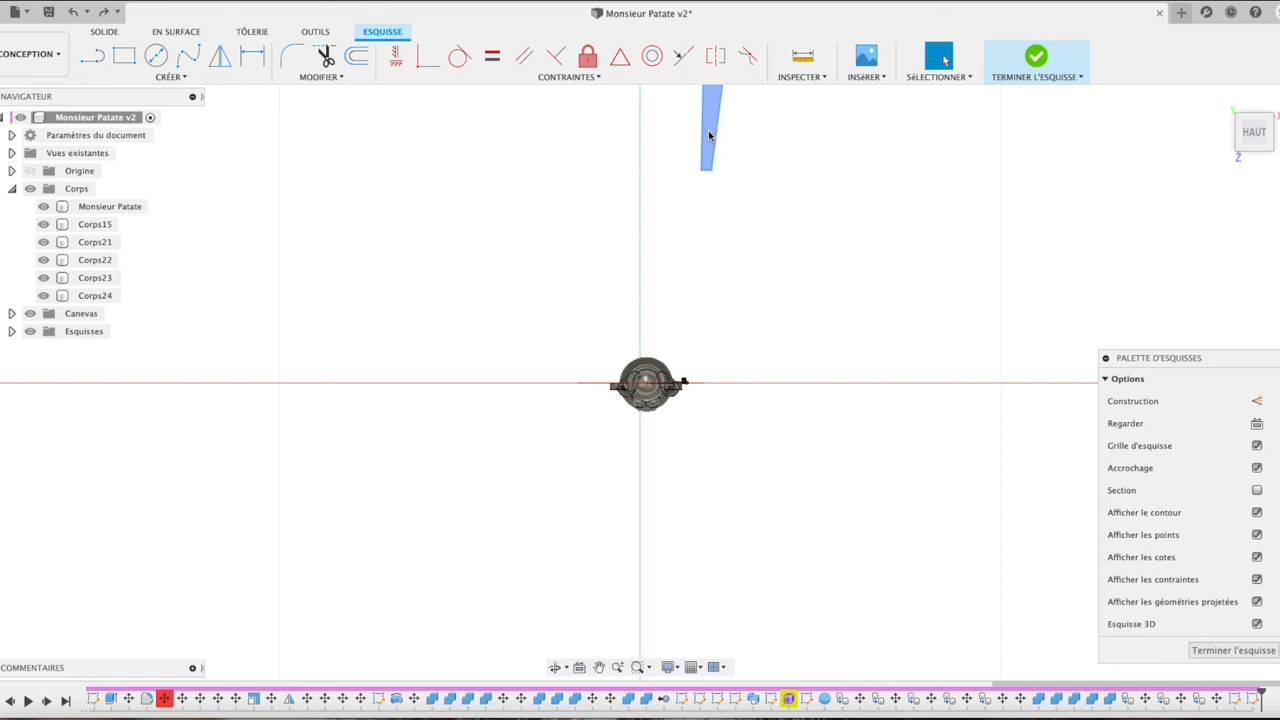 Monsieur Patate v2*
SOLIDE EN SURFACE TÔLERIE OUTILS ESQUISSE
CONCEPTION
CRÉER MODIFIER CONTRAINTES INSPECTER INSÉRER SÉLECTIONNER TERMINER L'ESQUISSE
NAVIGATEUR
Monsieur Patate v2
Paramètres du document
Vues existantes
Origine
Corps
Monsieur Patate
Corps15
Corps21
Corps22
Corps23
Corps24
Canevas
Esquisses
Y
HAUT
X
Z
PALETTE D'ESQUISSES
Options
Construction
Regarder
Grille d'esquisse
Accrochage
Section
Afficher le contour
Afficher les points
Afficher les cotes
Afficher les contraintes
Afficher les géométries projetées
Esquisse 3D
Terminer l'esquisse
COMMENTAIRES